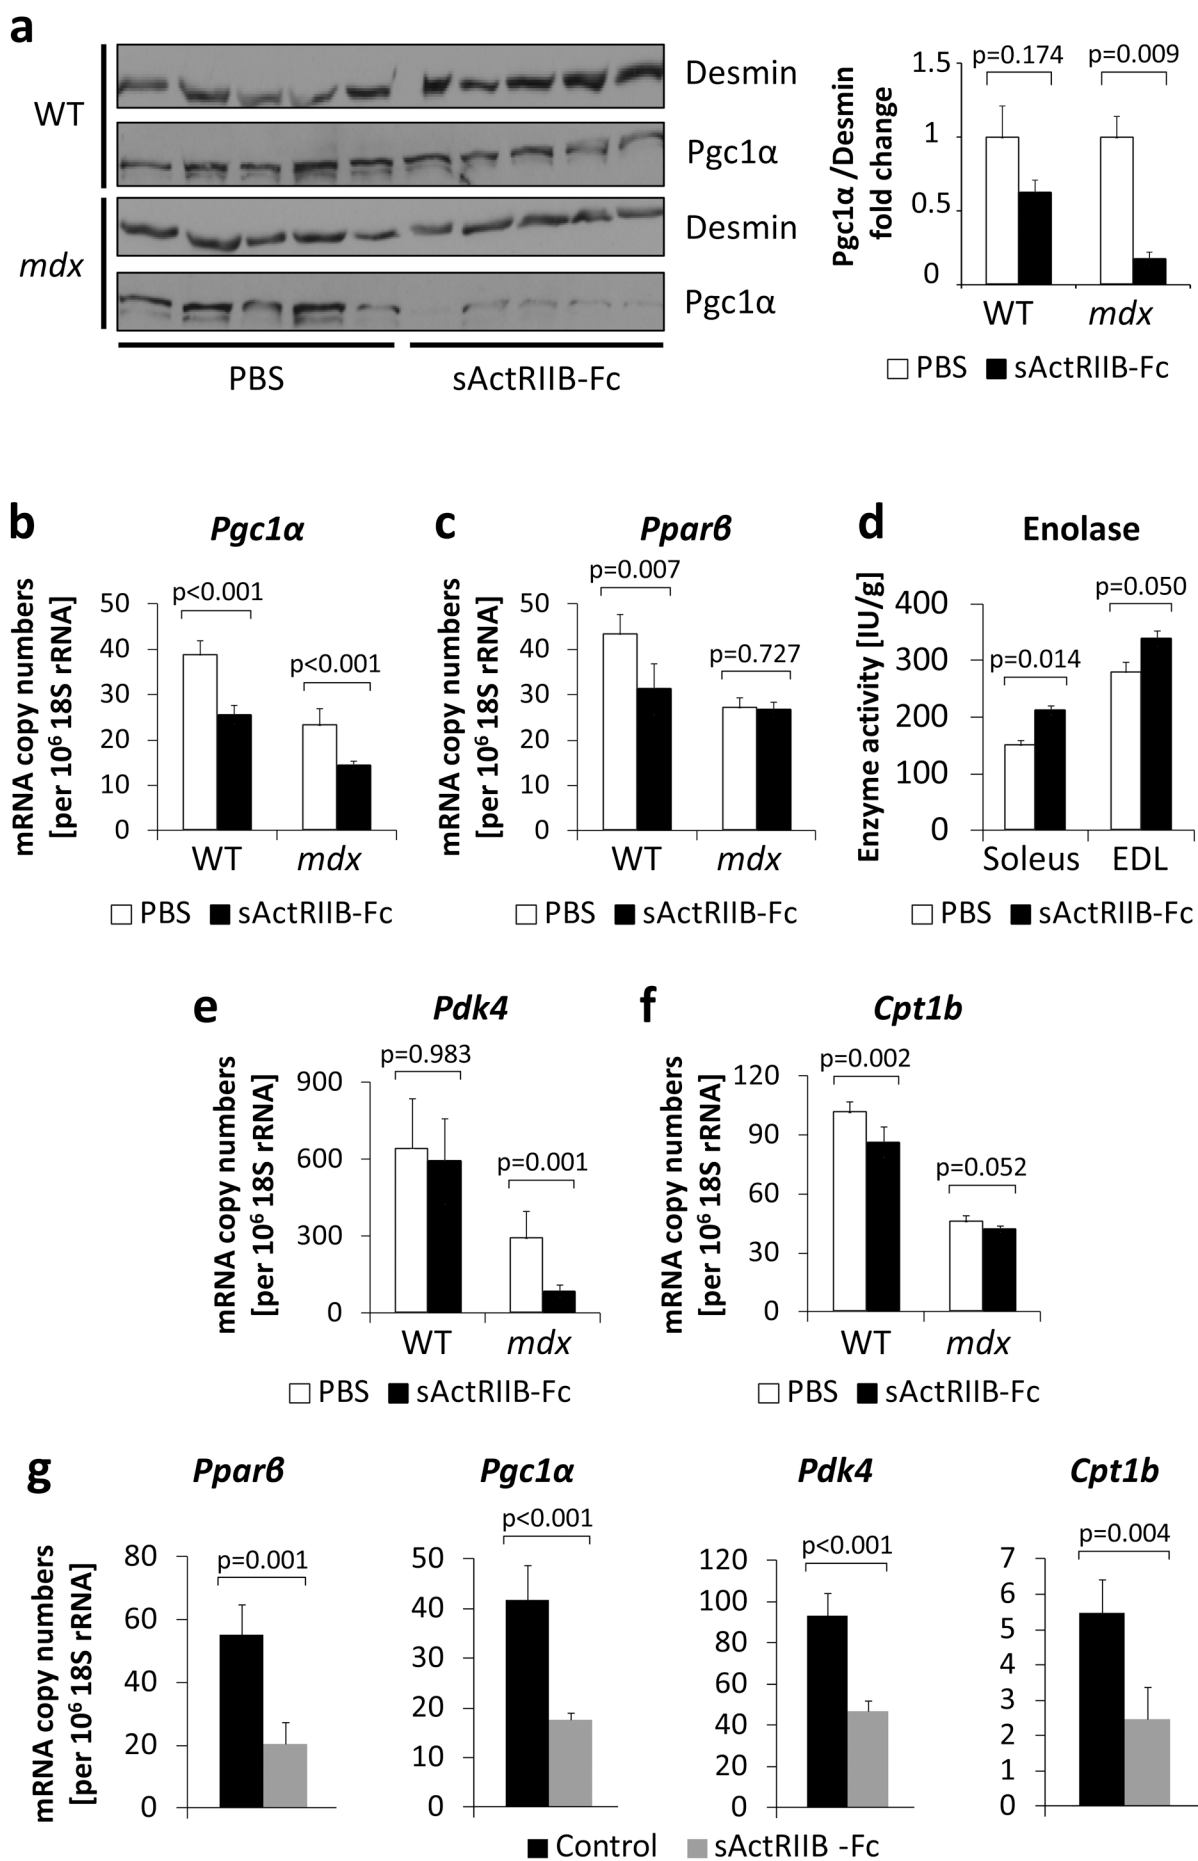 a
WT
mdx
Desmin
Pgc1α
Desmin
Pgc1α
PBS sActRIIB-Fc
Pgc1α /Desmin
fold change
1.5
1
0.5
0
p=0.174 p=0.009
WT mdx
PBS sActRIIB-Fc
b Pgc1α
mRNA copy numbers
[per 10⁶ 18S rRNA]
50
40
30
20
10
0
p<0.001
p<0.001
WT mdx
PBS sActRIIB-Fc
c Pparβ
mRNA copy numbers
[per 10⁶ 18S rRNA]
50
40
30
20
10
0
p=0.007
p=0.727
WT mdx
PBS sActRIIB-Fc
d Enolase
Enzyme activity [IU/g]
400
300
200
100
0
p=0.014
p=0.050
Soleus EDL
PBS sActRIIB-Fc
e Pdk4
mRNA copy numbers
[per 10⁶ 18S rRNA]
900
600
300
0
p=0.983
p=0.001
WT mdx
PBS sActRIIB-Fc
f Cpt1b
mRNA copy numbers
[per 10⁶ 18S rRNA]
120
90
60
30
0
p=0.002
p=0.052
WT mdx
PBS sActRIIB-Fc
g Pparβ
mRNA copy numbers
[per 10⁶ 18S rRNA]
80
60
40
20
0
p=0.001
Pgc1α
50
40
30
20
10
0
p<0.001
Pdk4
120
100
80
60
40
20
0
p<0.001
Cpt1b
7
6
5
4
3
2
1
0
p=0.004
Control sActRIIB -Fc